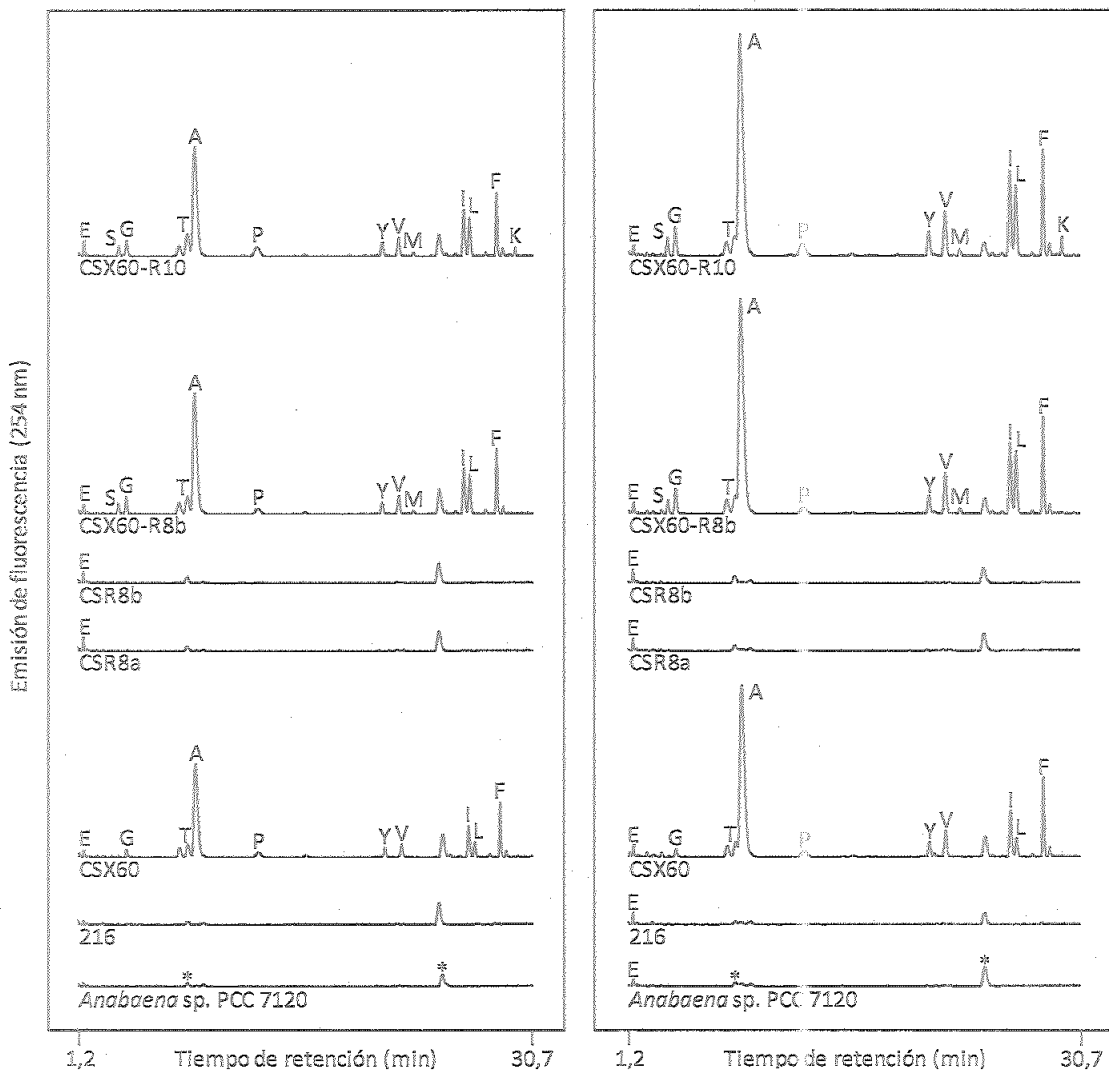 Emisión de fluorescencia (254 nm)
A
E S G T P Y V M I L F K
CSX60-R10
A
E S G T P Y V M I L F
CSX60-R8b
E
CSR8b
E
CSR8a
A
E G T P Y V I L F
CSX60
216
* *
Anabaena sp. PCC 7120
1,2 Tiempo de retención (min) 30,7
A
E S G T P Y V M I L F K
CSX60-R10
A
E S G T P Y V M I L F
CSX60-R8b
E
CSR8b
E
CSR8a
A
E G T P Y V I L F
CSX60
E
216
E * *
Anabaena sp. PCC 7120
1,2 Tiempo de retención (min) 30,7